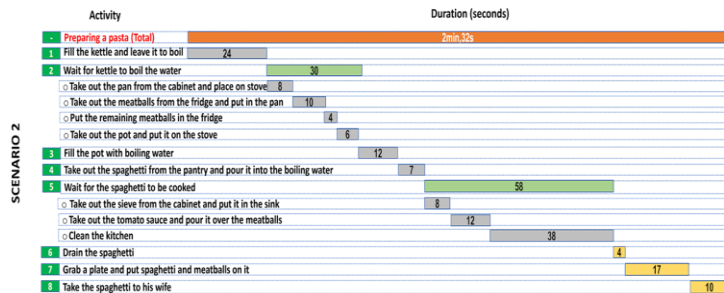 Activity Duration (seconds)
- Preparing a pasta (Total) 2min,32s
1 Fill the kettle and leave it to boil 24
2 Wait for kettle to boil the water 30
o Take out the pan from the cabinet and place on stove 8
o Take out the meatballs from the fridge and put in the pan 10
o Put the remaining meatballs in the fridge 4
o Take out the pot and put it on the stove 6
3 Fill the pot with boiling water 12
4 Take out the spaghetti from the pantry and pour it into the boiling water 7
5 Wait for the spaghetti to be cooked 58
o Take out the sieve from the cabinet and put it in the sink 8
o Take out the tomato sauce and pour it over the meatballs 12
o Clean the kitchen 38
6 Drain the spaghetti 4
7 Grab a plate and put spaghetti and meatballs on it 17
8 Take the spaghetti to his wife 10
SCENARIO 2